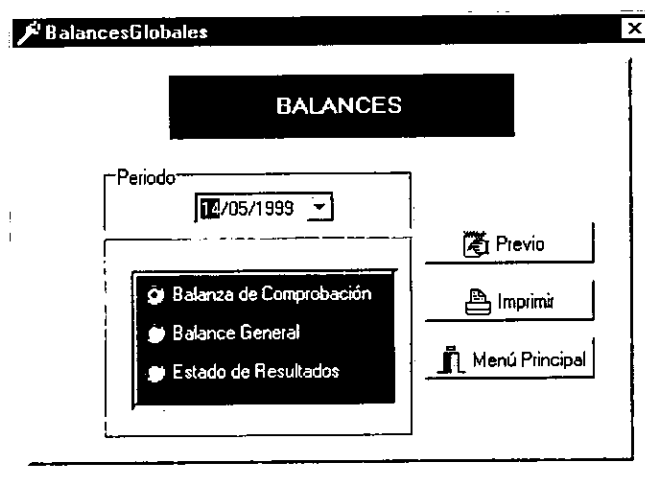 BalancesGlobales
BALANCES
Periodo
14/05/1999
Balanza de Comprobación
Balance General
Estado de Resultados
Previo
Imprimir
Menú Principal